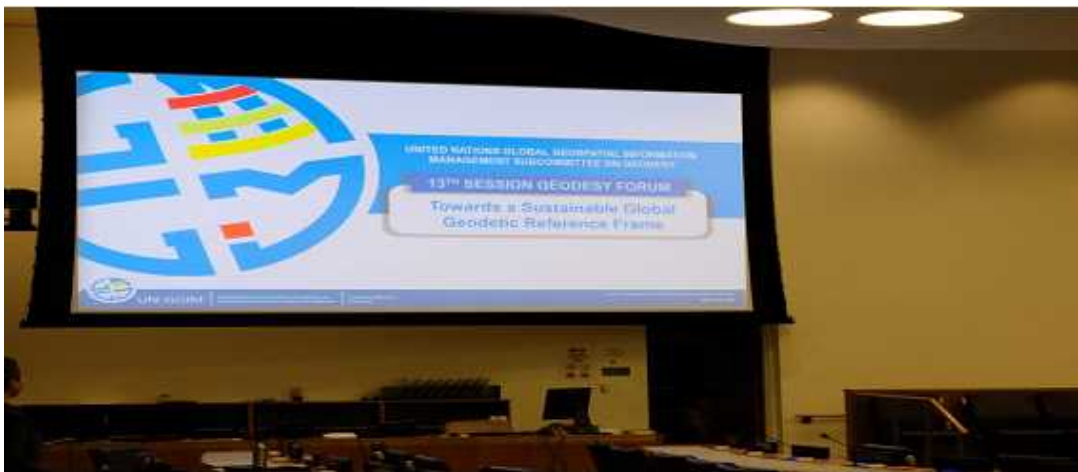 UNITED NATIONS GLOBAL GEOSPATIAL INFORMATION
MANAGEMENT SUBCOMMITTEE ON GEODESY
13TH SESSION GEODESY FORUM
Towards a Sustainable Global
Geodetic Reference Frame
UN-GGIM